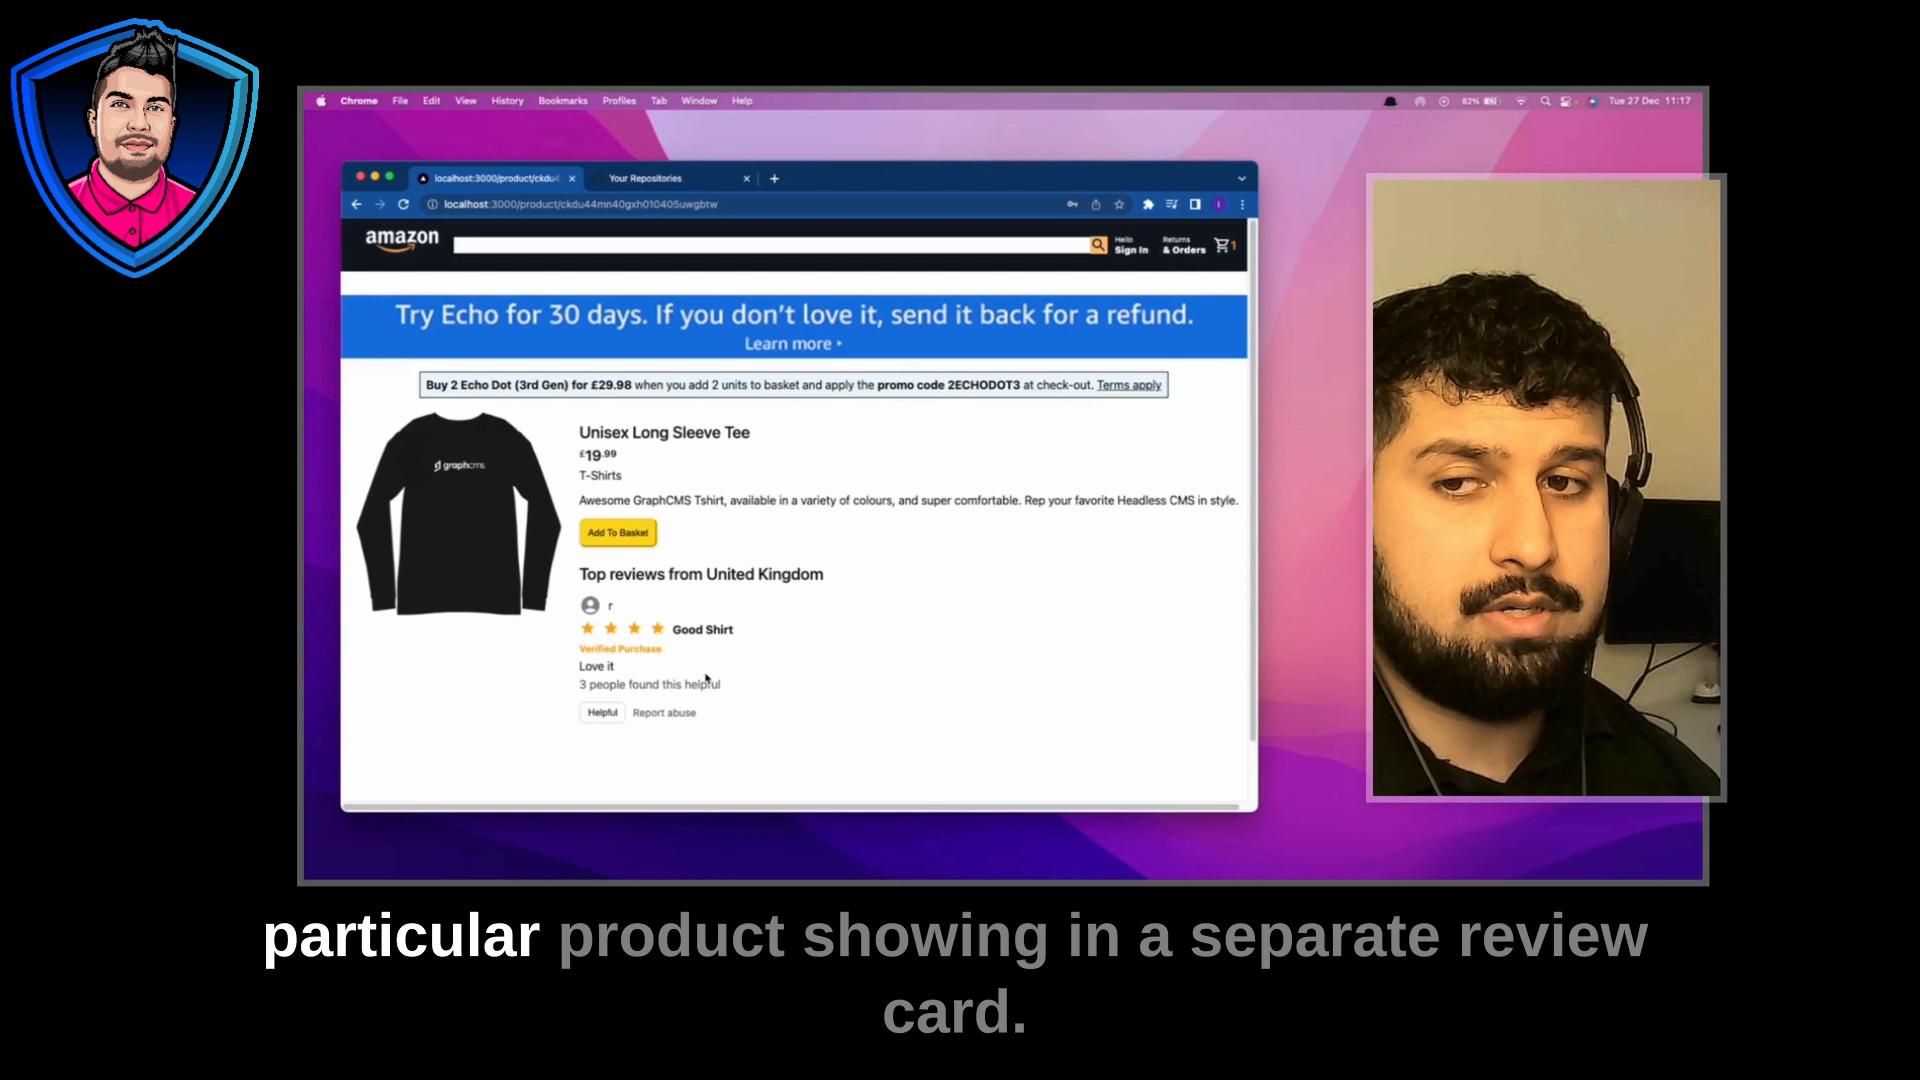 Chrome File Edit View History Bookmarks Profiles Tab Window Help
82% Tue 27 Dec 11:17
localhost:3000/product/ckdu4
Your Repositories
localhost:3000/product/ckdu44mn40gxh010405uwgbtw
amazon
Hello
Sign In
Returns
& Orders
1
Try Echo for 30 days. If you don't love it, send it back for a refund.
Learn more
Buy 2 Echo Dot (3rd Gen) for £29.98 when you add 2 units to basket and apply the promo code 2ECHODOT3 at check-out. Terms apply
graphcms
Unisex Long Sleeve Tee
£19.99
T-Shirts
Awesome GraphCMS Tshirt, available in a variety of colours, and super comfortable. Rep your favorite Headless CMS in style.
Add To Basket
Top reviews from United Kingdom
r
Good Shirt
Verified Purchase
Love it
3 people found this helpful
Helpful Report abuse
particular product showing in a separate review
card.